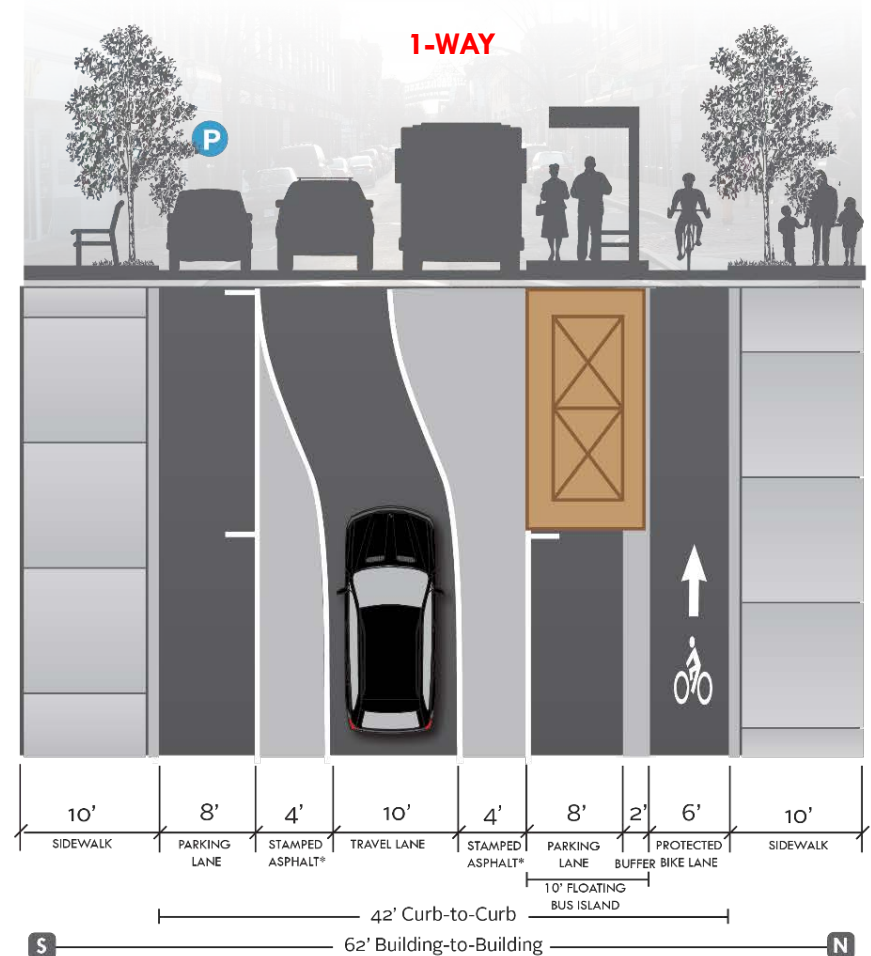 1-WAY
P
10’
8’
4’
10’
4’
8’
2’
6’
10’
SIDEWALK
PARKING
LANE
STAMPED
ASPHALT*
TRAVEL LANE
STAMPED
ASPHALT*
PARKING
LANE
BUFFER
PROTECTED
BIKE LANE
SIDEWALK
10’ FLOATING
BUS ISLAND
42’ Curb-to-Curb
S
62’ Building-to-Building
N